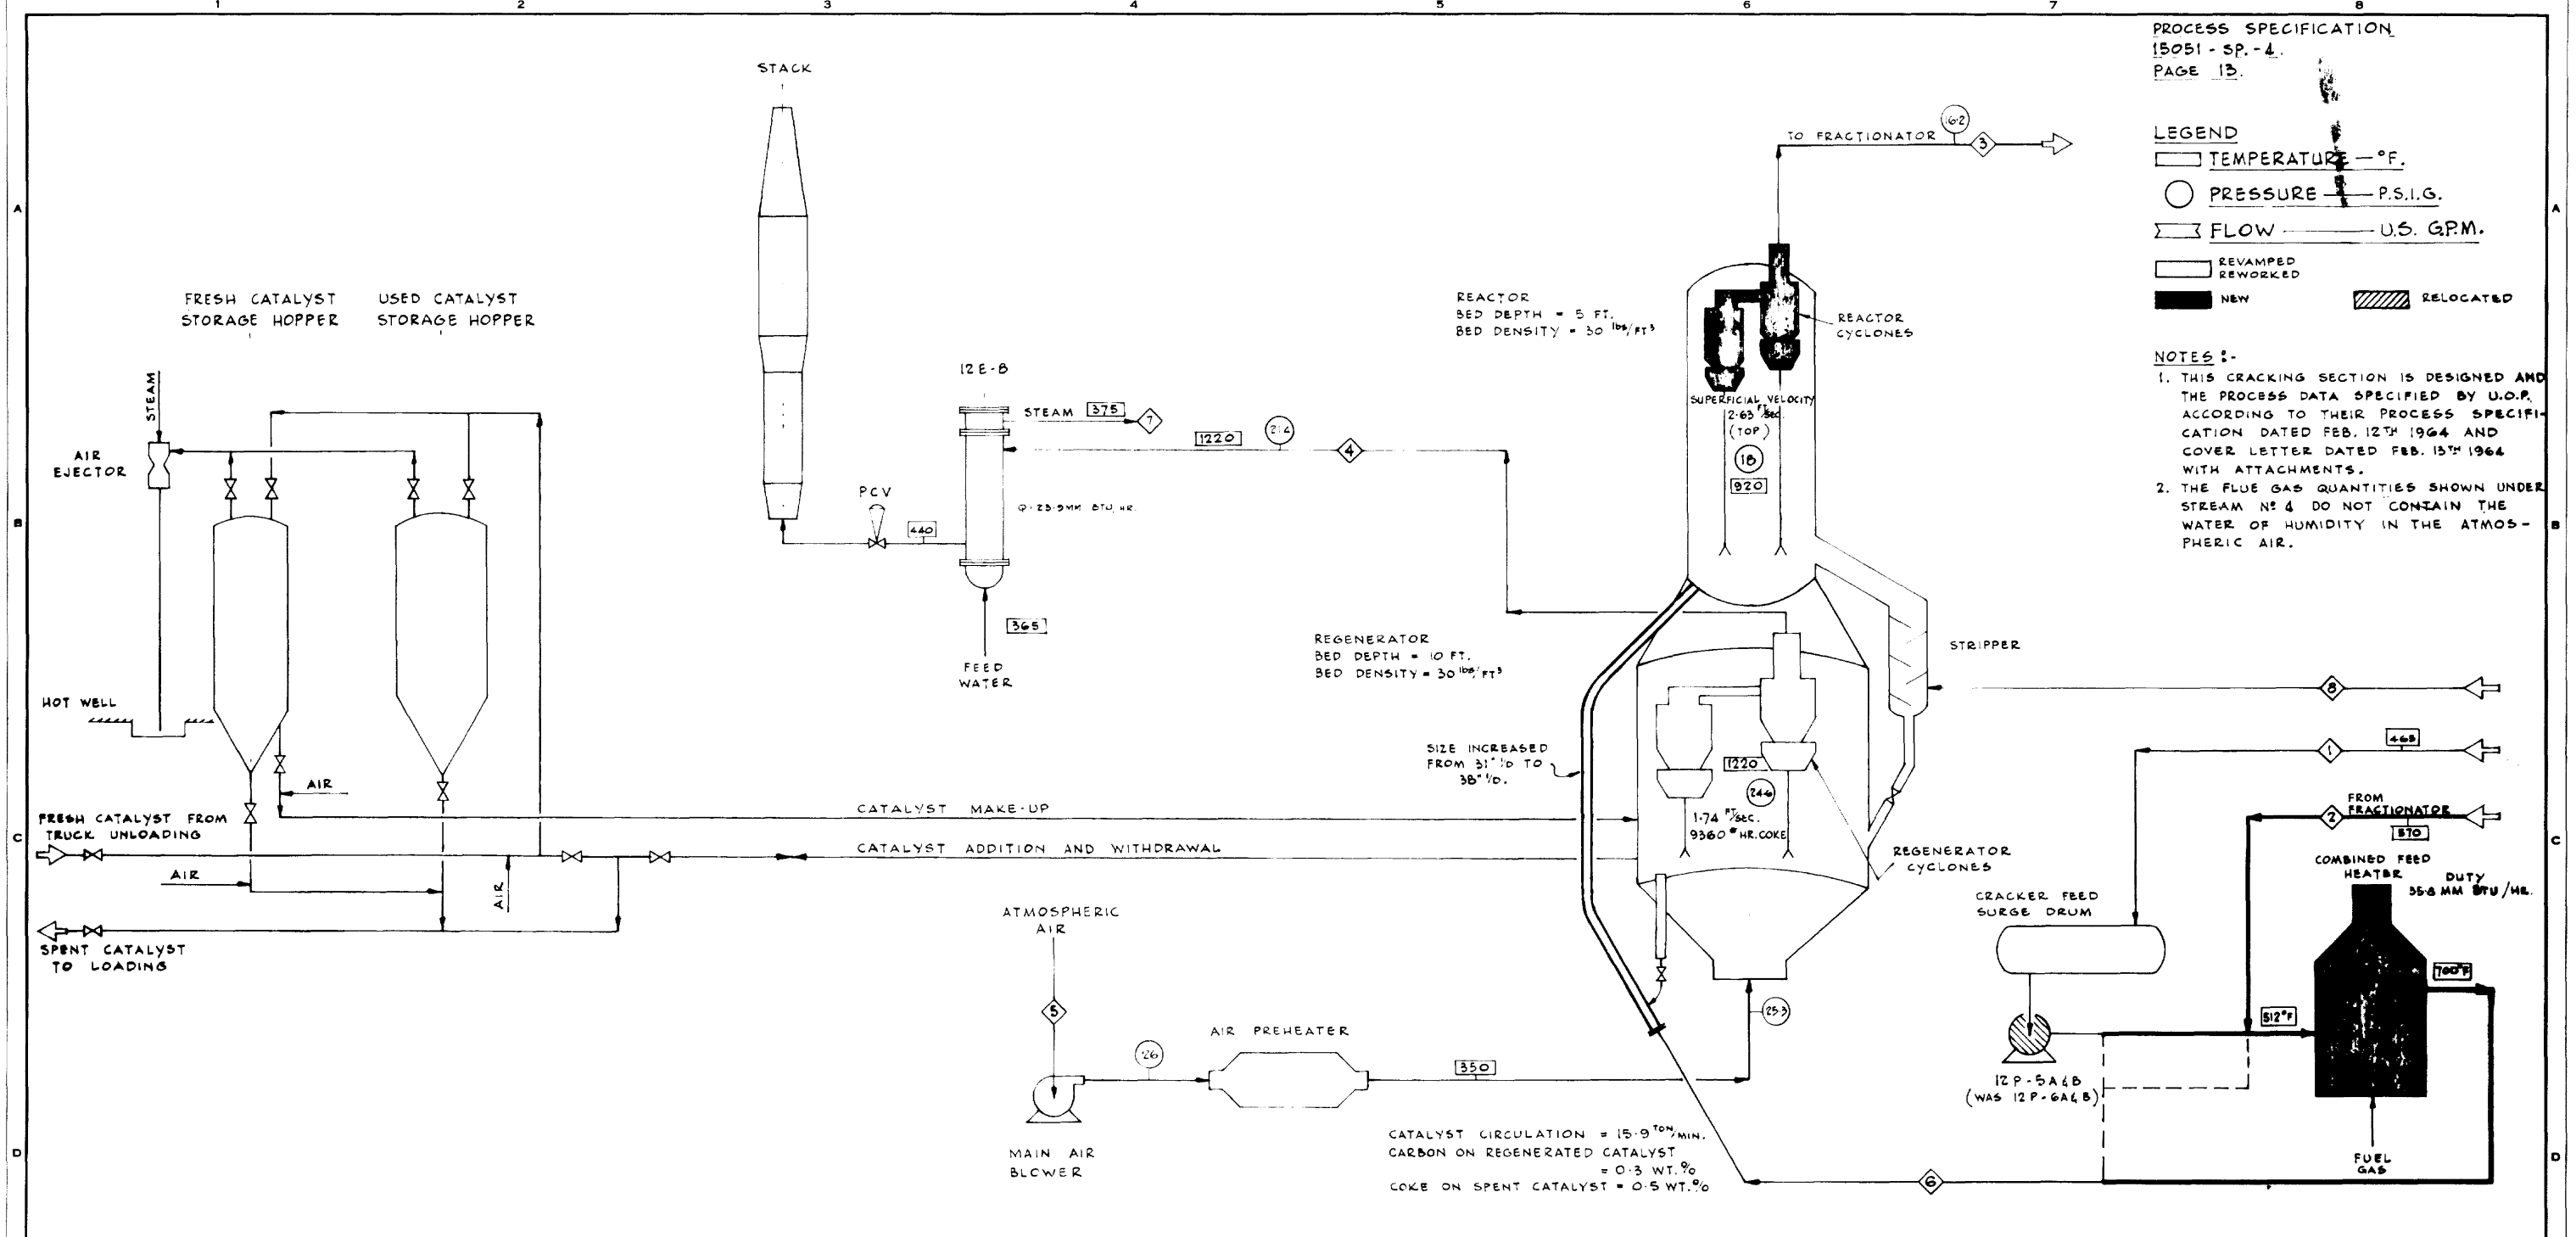 1 2 3 4 5 6 7 8
PROCESS SPECIFICATION
15051 - SP. - 4.
PAGE 13.
LEGEND
TEMPERATURE — °F.
PRESSURE — P.S.I.G.
FLOW — U.S. G.P.M.
REVAMPED
REWORKED
NEW
RELOCATED
NOTES :-
1. THIS CRACKING SECTION IS DESIGNED AND
THE PROCESS DATA SPECIFIED BY U.O.P.
ACCORDING TO THEIR PROCESS SPECIFI-
CATION DATED FEB. 12TH 1964 AND
COVER LETTER DATED FEB. 13TH 1964
WITH ATTACHMENTS.
2. THE FLUE GAS QUANTITIES SHOWN UNDER
STREAM Nº 4 DO NOT CONTAIN THE
WATER OF HUMIDITY IN THE ATMOS-
PHERIC AIR.
A
B
C
D
A
B
C
D
STACK
TO FRACTIONATOR
16.2
3
FRESH CATALYST
STORAGE HOPPER
USED CATALYST
STORAGE HOPPER
STEAM
AIR
EJECTOR
HOT WELL
AIR
FRESH CATALYST FROM
TRUCK UNLOADING
AIR
AIR
SPENT CATALYST
TO LOADING
12E-8
STEAM
375
7
1220
21.4
4
PCV
440
Q=23.9MM BTU/HR.
365
FEED
WATER
REACTOR
BED DEPTH = 5 FT.
BED DENSITY = 30 lbs/FT3
REACTOR
CYCLONES
SUPERFICIAL VELOCITY
2.63 FT/SEC.
(TOP)
18
920
REGENERATOR
BED DEPTH = 10 FT.
BED DENSITY = 30 lbs/FT3
STRIPPER
SIZE INCREASED
FROM 31" I/D TO
38" I/D.
1220
24.6
1.74 FT/SEC.
9360 # HR. COKE
REGENERATOR
CYCLONES
CATALYST MAKE-UP
CATALYST ADDITION AND WITHDRAWAL
ATMOSPHERIC
AIR
5
26
AIR PREHEATER
350
25.3
MAIN AIR
BLOWER
CATALYST CIRCULATION = 15.9 TON/MIN.
CARBON ON REGENERATED CATALYST
= 0.3 WT.%
COKE ON SPENT CATALYST = 0.5 WT.%
8
1
465
FROM
FRACTIONATOR
2
570
COMBINED FEED
HEATER
DUTY
35.8 MM BTU/HR.
CRACKER FEED
SURGE DRUM
700°F
512°F
12P-5A&B
(WAS 12P-6A&B)
FUEL
GAS
6